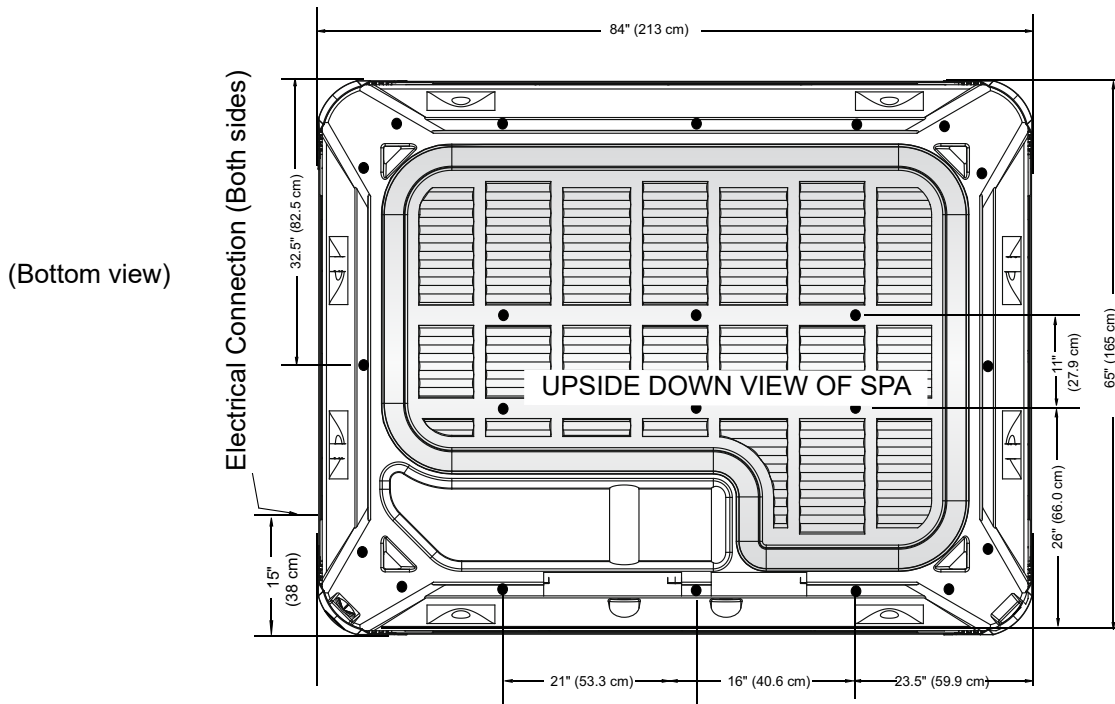 84" (213 cm)
Electrical Connection (Both sides)
32.5" (82.5 cm)
(Bottom view)
11"
(27.9 cm)
65" (165 cm)
UPSIDE DOWN VIEW OF SPA
26" (66.0 cm)
15"
(38 cm)
21" (53.3 cm)
16" (40.6 cm)
23.5" (59.9 cm)